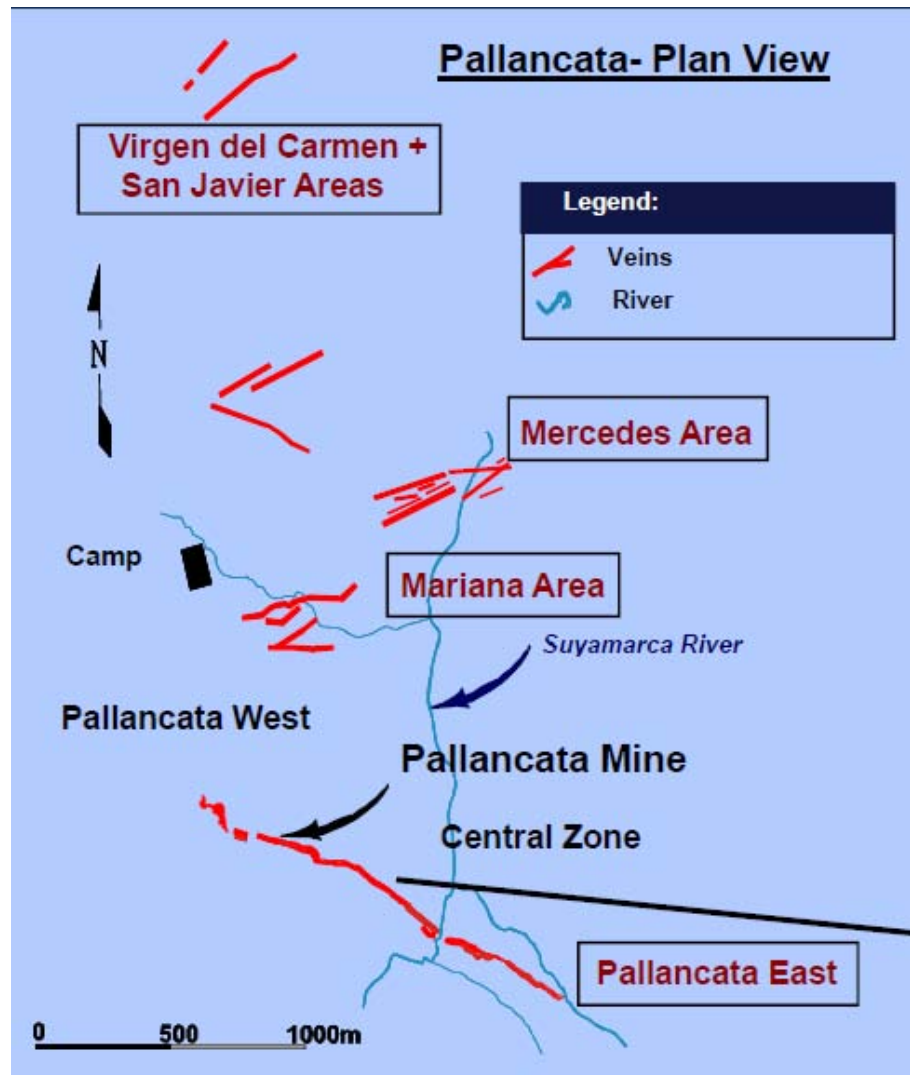 Pallancata- Plan View
Virgen del Carmen +
San Javier Areas
Legend:
Veins
River
N
Mercedes Area
Camp
Mariana Area
Suyamarca River
Pallancata West
Pallancata Mine
Central Zone
Pallancata East
0 500 1000m